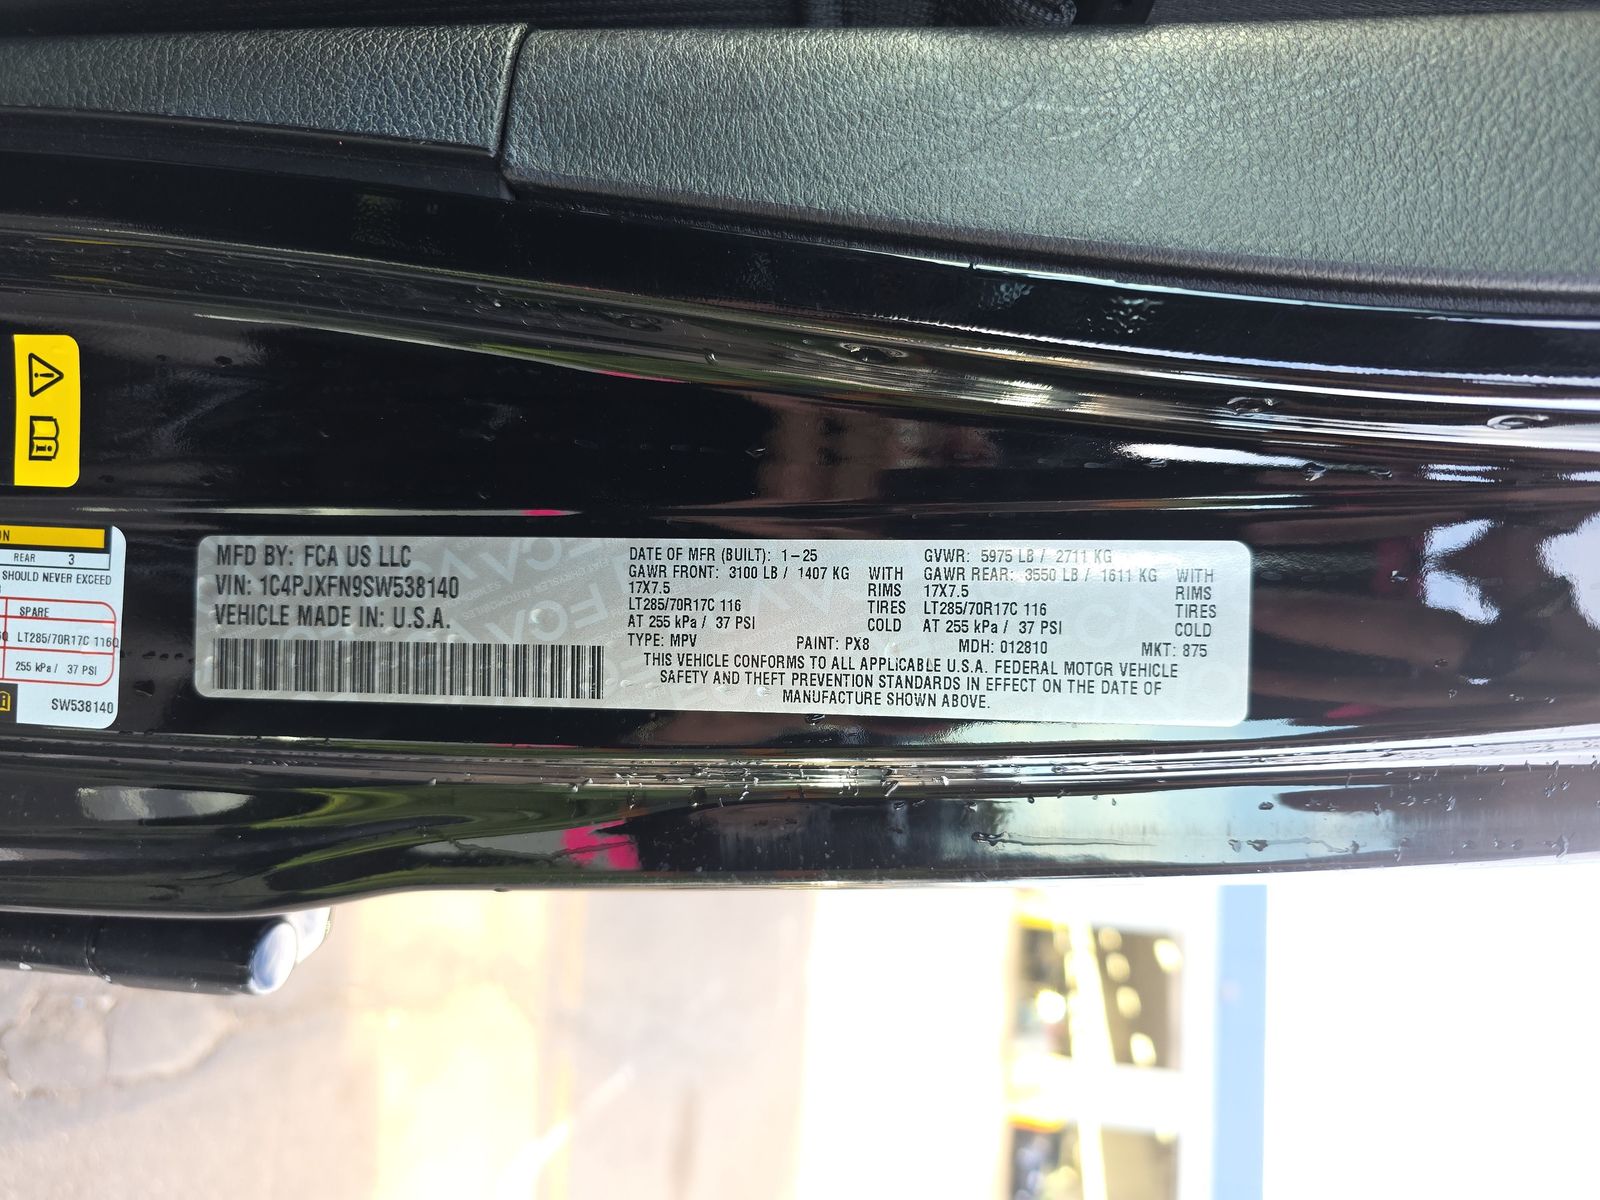 ON
REAR 3
SHOULD NEVER EXCEED
SPARE
LT285/70R17C 116Q
255 kPa / 37 PSI
SW538140
MFD BY: FCA US LLC
VIN: 1C4PJXFN9SW538140
VEHICLE MADE IN: U.S.A.
DATE OF MFR (BUILT): 1-25 GVWR: 5975 LB / 2711 KG
GAWR FRONT: 3100 LB / 1407 KG WITH GAWR REAR: 3550 LB / 1611 KG WITH
17X7.5 RIMS 17X7.5 RIMS
LT285/70R17C 116 TIRES LT285/70R17C 116 TIRES
AT 255 kPa / 37 PSI COLD AT 255 kPa / 37 PSI COLD
TYPE: MPV PAINT: PX8 MDH: 012810 MKT: 875
THIS VEHICLE CONFORMS TO ALL APPLICABLE U.S.A. FEDERAL MOTOR VEHICLE
SAFETY AND THEFT PREVENTION STANDARDS IN EFFECT ON THE DATE OF
MANUFACTURE SHOWN ABOVE.